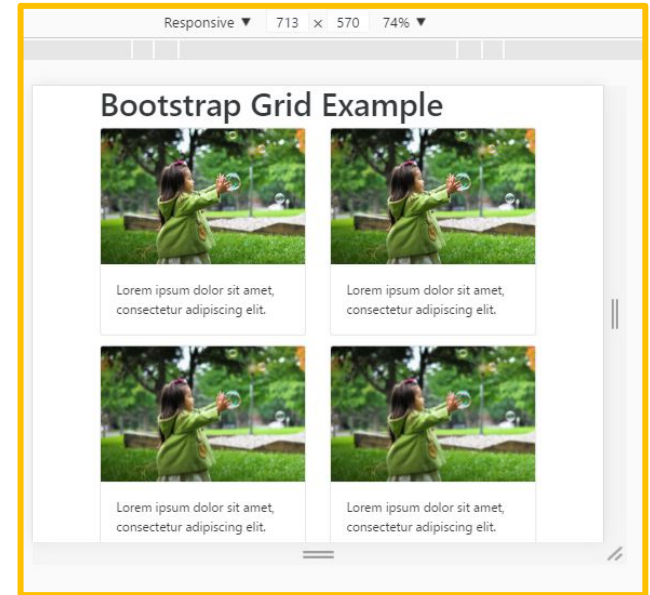 Responsive ▼ 713 × 570 74% ▼
Bootstrap Grid Example
Lorem ipsum dolor sit amet,
consectetur adipiscing elit.
Lorem ipsum dolor sit amet,
consectetur adipiscing elit.
Lorem ipsum dolor sit amet,
consectetur adipiscing elit.
Lorem ipsum dolor sit amet,
consectetur adipiscing elit.